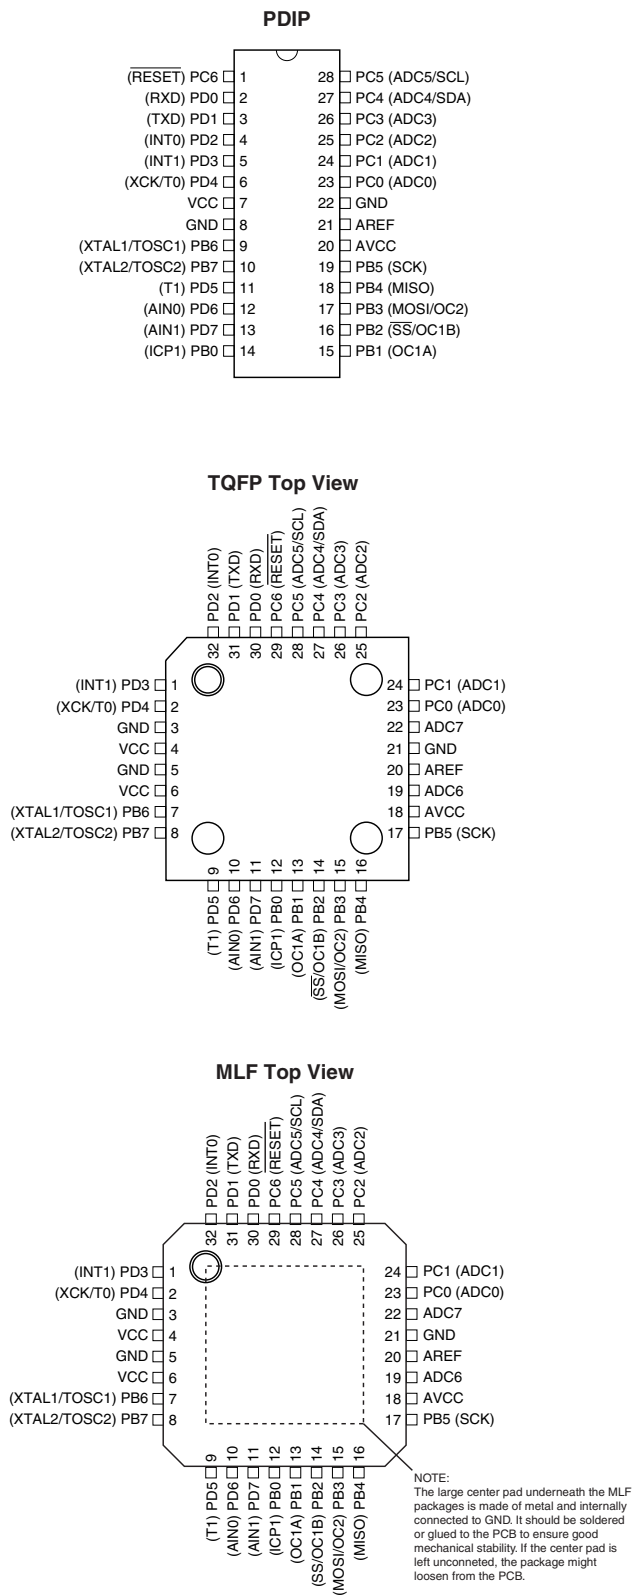 PDIP
(RESET) PC6 1 28 PC5 (ADC5/SCL)
(RXD) PD0 2 27 PC4 (ADC4/SDA)
(TXD) PD1 3 26 PC3 (ADC3)
(INT0) PD2 4 25 PC2 (ADC2)
(INT1) PD3 5 24 PC1 (ADC1)
(XCK/T0) PD4 6 23 PC0 (ADC0)
VCC 7 22 GND
GND 8 21 AREF
(XTAL1/TOSC1) PB6 9 20 AVCC
(XTAL2/TOSC2) PB7 10 19 PB5 (SCK)
(T1) PD5 11 18 PB4 (MISO)
(AIN0) PD6 12 17 PB3 (MOSI/OC2)
(AIN1) PD7 13 16 PB2 (SS/OC1B)
(ICP1) PB0 14 15 PB1 (OC1A)
TQFP Top View
32 PD2 (INT0)
31 PD1 (TXD)
30 PD0 (RXD)
29 PC6 (RESET)
28 PC5 (ADC5/SCL)
27 PC4 (ADC4/SDA)
26 PC3 (ADC3)
25 PC2 (ADC2)
(INT1) PD3 1 24 PC1 (ADC1)
(XCK/T0) PD4 2 23 PC0 (ADC0)
GND 3 22 ADC7
VCC 4 21 GND
GND 5 20 AREF
VCC 6 19 ADC6
(XTAL1/TOSC1) PB6 7 18 AVCC
(XTAL2/TOSC2) PB7 8 17 PB5 (SCK)
(T1) PD5 9
(AIN0) PD6 10
(AIN1) PD7 11
(ICP1) PB0 12
(OC1A) PB1 13
(SS/OC1B) PB2 14
(MOSI/OC2) PB3 15
(MISO) PB4 16
MLF Top View
32 PD2 (INT0)
31 PD1 (TXD)
30 PD0 (RXD)
29 PC6 (RESET)
28 PC5 (ADC5/SCL)
27 PC4 (ADC4/SDA)
26 PC3 (ADC3)
25 PC2 (ADC2)
(INT1) PD3 1 24 PC1 (ADC1)
(XCK/T0) PD4 2 23 PC0 (ADC0)
GND 3 22 ADC7
VCC 4 21 GND
GND 5 20 AREF
VCC 6 19 ADC6
(XTAL1/TOSC1) PB6 7 18 AVCC
(XTAL2/TOSC2) PB7 8 17 PB5 (SCK)
(T1) PD5 9
(AIN0) PD6 10
(AIN1) PD7 11
(ICP1) PB0 12
(OC1A) PB1 13
(SS/OC1B) PB2 14
(MOSI/OC2) PB3 15
(MISO) PB4 16
NOTE:
The large center pad underneath the MLF
packages is made of metal and internally
connected to GND. It should be soldered
or glued to the PCB to ensure good
mechanical stability. If the center pad is
left unconneted, the package might
loosen from the PCB.